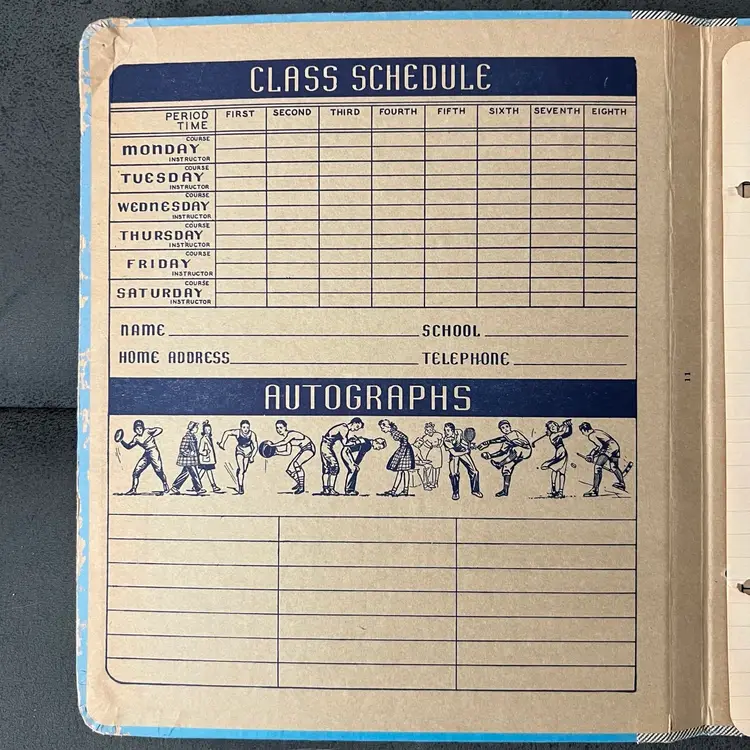 CLASS SCHEDULE
PERIOD FIRST SECOND THIRD FOURTH FIFTH SIXTH SEVENTH EIGHTH
TIME
COURSE
MONDAY
INSTRUCTOR
COURSE
TUESDAY
INSTRUCTOR
COURSE
WEDNESDAY
INSTRUCTOR
COURSE
THURSDAY
INSTRUCTOR
COURSE
FRIDAY
INSTRUCTOR
COURSE
SATURDAY
INSTRUCTOR
NAME SCHOOL
HOME ADDRESS TELEPHONE
AUTOGRAPHS
11